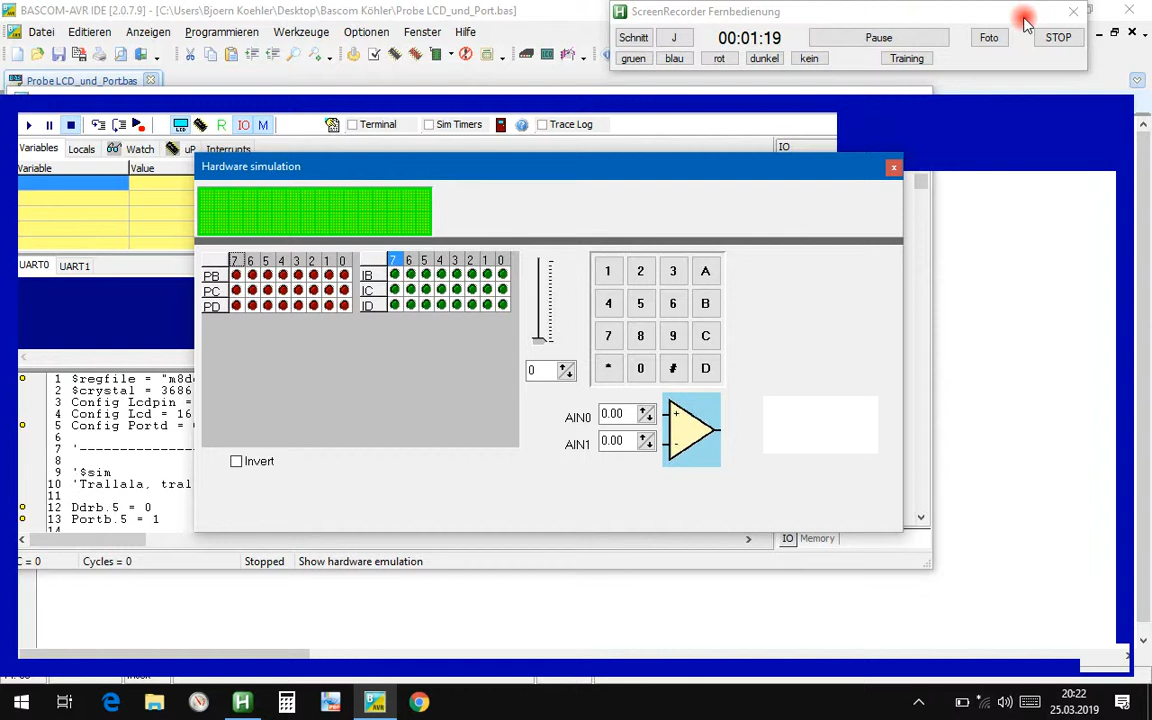 BASCOM-AVR IDE [2.0.7.9] - [C:\Users\Bjoern Koehler\Desktop\Bascom Köhler\Probe LCD_und_Port.bas]
ScreenRecorder Fernbedienung
Datei Editieren Anzeigen Programmieren Werkzeuge Optionen Fenster Hilfe
Schnitt J 00:01:19 Pause Foto STOP
gruen blau rot dunkel kein Training
Probe LCD_und_Port.bas
R IO M Terminal Sim Timers Trace Log
Variables Locals Watch uP Interrupts IO
Variable Value
Hardware simulation
UART0 UART1
7 6 5 4 3 2 1 0 7 6 5 4 3 2 1 0
PB IB
PC IC
PD ID
1 2 3 A
4 5 6 B
7 8 9 C
* 0 # D
0
AIN0 0.00 +
AIN1 0.00 -
Invert
1 $regfile = "m8de
2 $crystal = 3686
3 Config Lcdpin =
4 Config Lcd = 16
5 Config Portd =
6
7 '---------------
8
9 '$sim
10 'Trallala, tral
11
12 Ddrb.5 = 0
13 Portb.5 = 1
14
IO Memory
C = 0 Cycles = 0 Stopped Show hardware emulation
20:22
25.03.2019